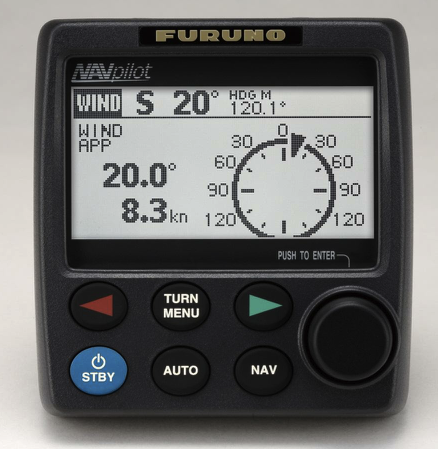 FURUNO
NAVpilot
WIND S 20° HDG M
120.1°
WIND
APP
20.0°
8.3kn
0
30 30
60 60
90 90
120 120
PUSH TO ENTER
TURN
MENU
STBY AUTO NAV